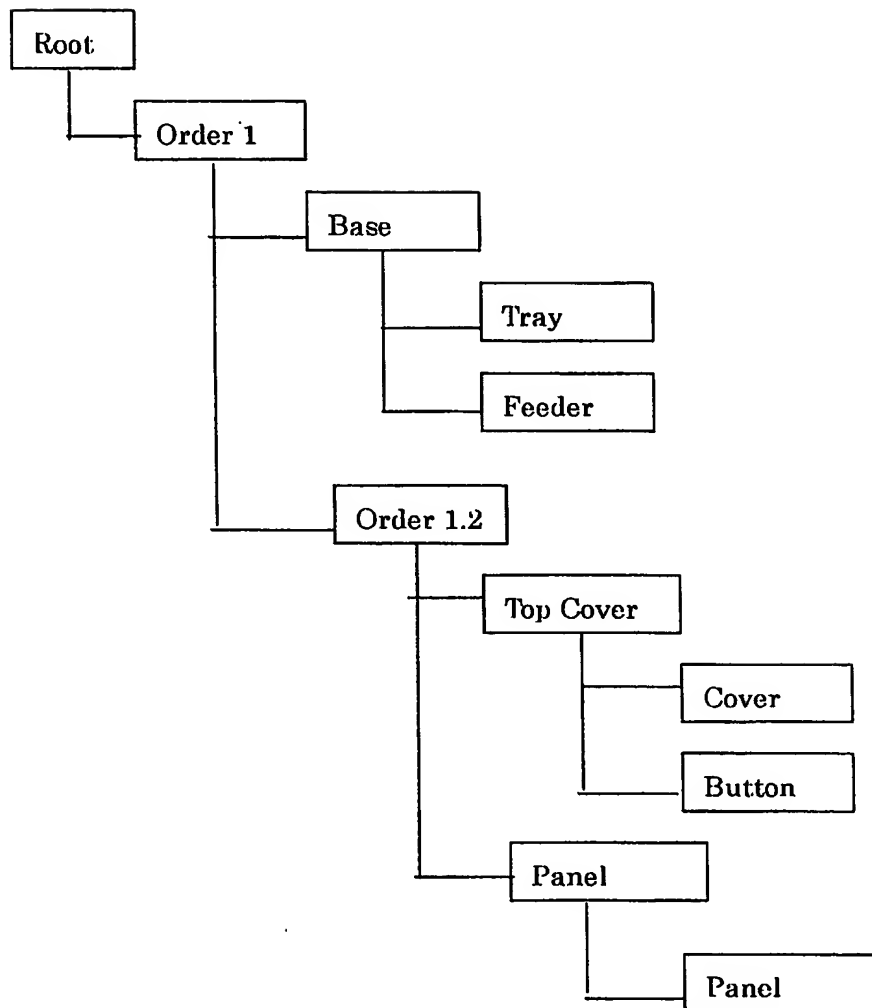 Root
Order 1
Base
Tray
Feeder
Order 1.2
Top Cover
Cover
Button
Panel
Panel